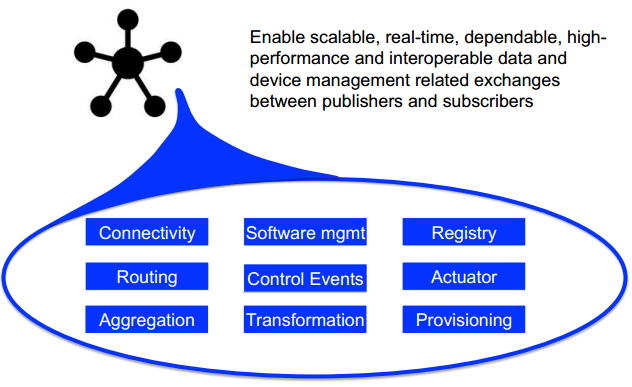 Enable scalable, real-time, dependable, high-
performance and interoperable data and
device management related exchanges
between publishers and subscribers
Connectivity
Software mgmt
Registry
Routing
Control Events
Actuator
Aggregation
Transformation
Provisioning